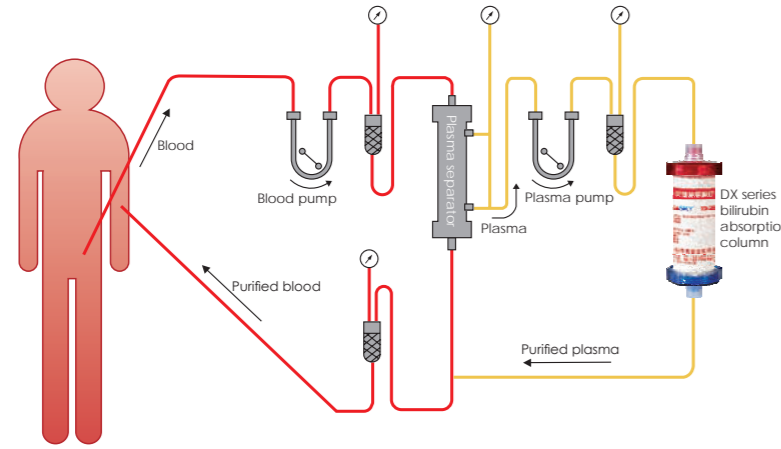 Blood
Blood pump
Plasma separator
Plasma
Plasma pump
DX series
bilirubin
absorptio
column
Purified blood
Purified plasma